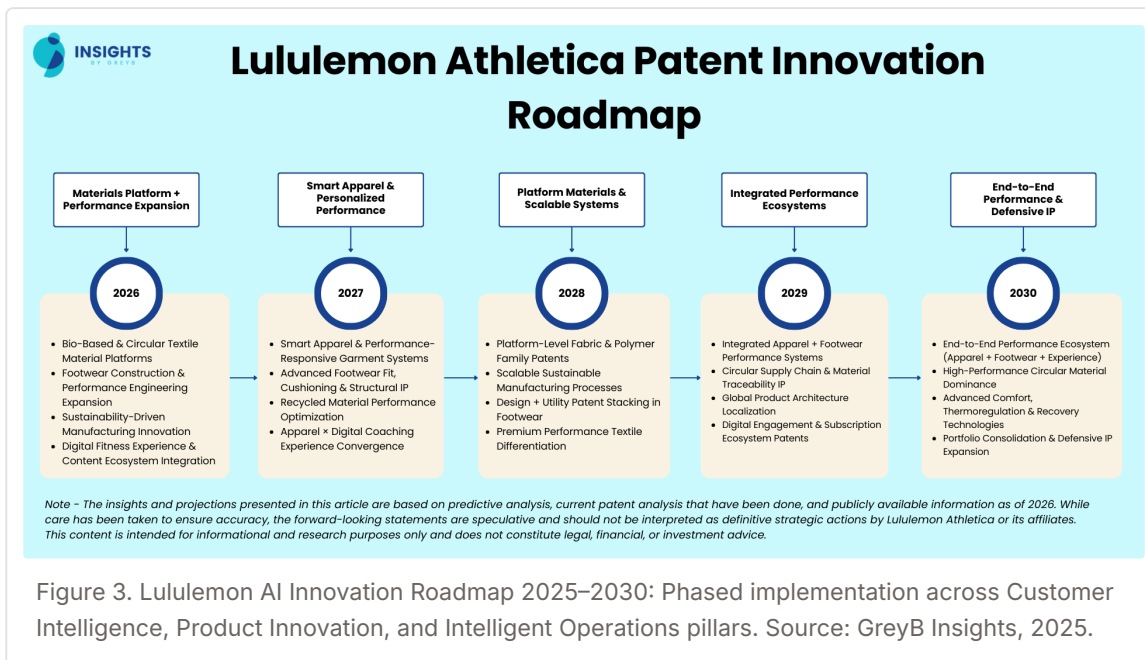 INSIGHTS
BY GREYB
Lululemon Athletica Patent Innovation
Roadmap
Materials Platform +
Performance Expansion
Smart Apparel &
Personalized
Performance
Platform Materials &
Scalable Systems
Integrated Performance
Ecosystems
End-to-End
Performance &
Defensive IP
2026
2027
2028
2029
2030
• Bio-Based & Circular Textile
Material Platforms
• Footwear Construction &
Performance Engineering
Expansion
• Sustainability-Driven
Manufacturing Innovation
• Digital Fitness Experience &
Content Ecosystem Integration
• Smart Apparel & Performance-
Responsive Garment Systems
• Advanced Footwear Fit,
Cushioning & Structural IP
• Recycled Material Performance
Optimization
• Apparel × Digital Coaching
Experience Convergence
• Platform-Level Fabric & Polymer
Family Patents
• Scalable Sustainable
Manufacturing Processes
• Design + Utility Patent Stacking in
Footwear
• Premium Performance Textile
Differentiation
• Integrated Apparel + Footwear
Performance Systems
• Circular Supply Chain & Material
Traceability IP
• Global Product Architecture
Localization
• Digital Engagement & Subscription
Ecosystem Patents
• End-to-End Performance Ecosystem
(Apparel + Footwear + Experience)
• High-Performance Circular Material
Dominance
• Advanced Comfort,
Thermoregulation & Recovery
Technologies
• Portfolio Consolidation & Defensive IP
Expansion
Note - The insights and projections presented in this article are based on predictive analysis, current patent analysis that have been done, and publicly available information as of 2026. While
care has been taken to ensure accuracy, the forward-looking statements are speculative and should not be interpreted as definitive strategic actions by Lululemon Athletica or its affiliates.
This content is intended for informational and research purposes only and does not constitute legal, financial, or investment advice.
Figure 3. Lululemon AI Innovation Roadmap 2025–2030: Phased implementation across Customer
Intelligence, Product Innovation, and Intelligent Operations pillars. Source: GreyB Insights, 2025.